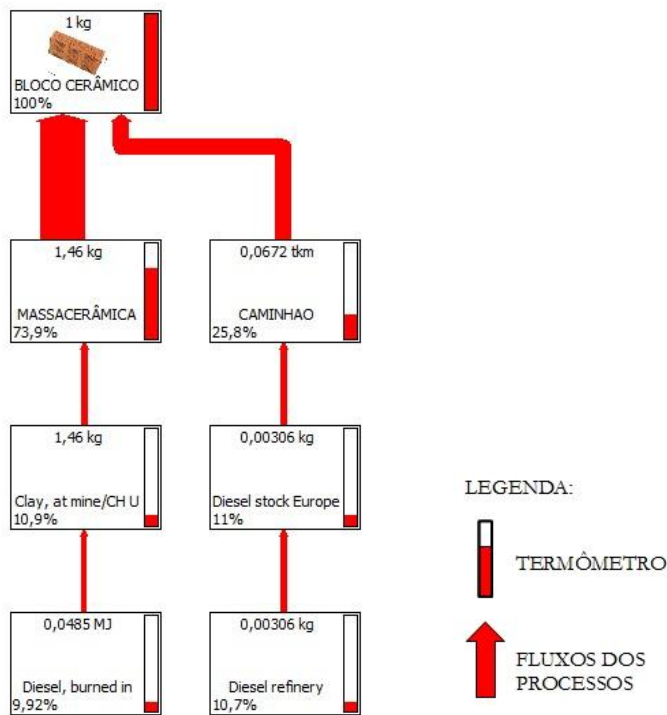 1 kg
BLOCO CERÂMICO
100%
1,46 kg
MASSACERÂMICA
73,9%
0,0672 tkm
CAMINHAO
25,8%
1,46 kg
Clay, at mine/CH U
10,9%
0,00306 kg
Diesel stock Europe
11%
0,0485 MJ
Diesel, burned in
9,92%
0,00306 kg
Diesel refinery
10,7%
LEGENDA:
TERMÔMETRO
FLUXOS DOS
PROCESSOS